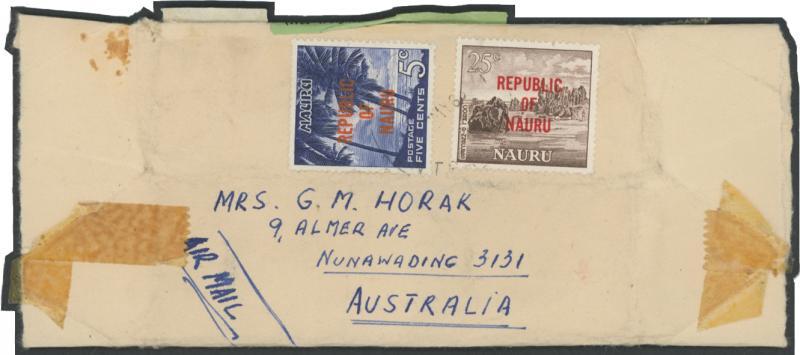 NAURU
REPUBLIC
OF
NAURU
5c
POSTAGE
FIVE CENTS
25c
REPUBLIC
OF
NAURU
NAURU
MRS. G. M. HORAK
9, ALMER AVE
NUNAWADING 3131
AUSTRALIA
AIR MAIL